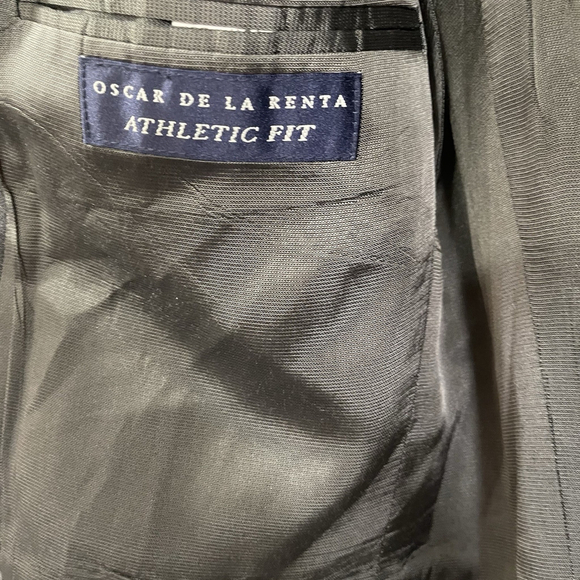 OSCAR DE LA RENTA
ATHLETIC FIT